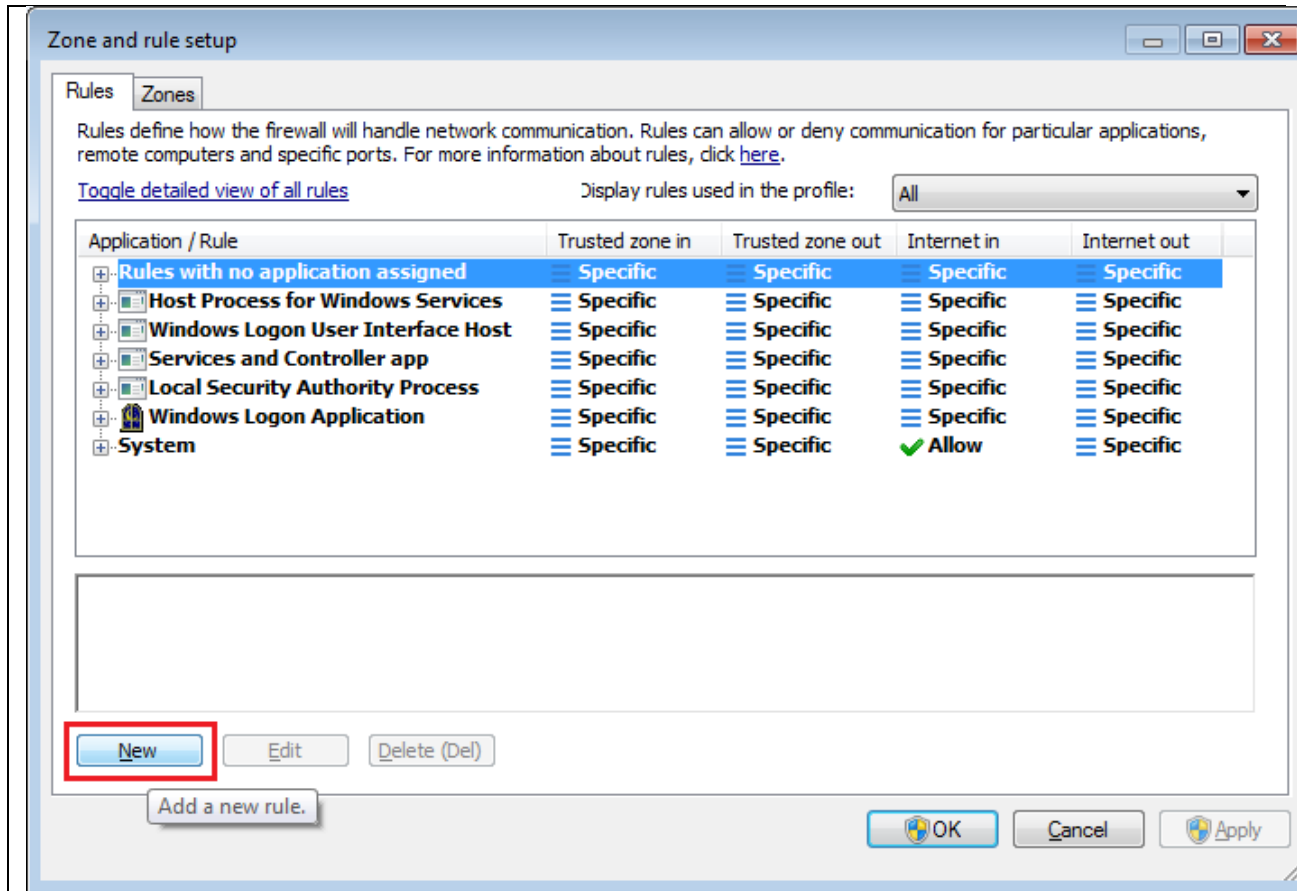 Zone and rule setup
Rules Zones
Rules define how the firewall will handle network communication. Rules can allow or deny communication for particular applications,
remote computers and specific ports. For more information about rules, click here.
Toggle detailed view of all rules Display rules used in the profile: All
Application / Rule Trusted zone in Trusted zone out Internet in Internet out
Rules with no application assigned Specific Specific Specific Specific
Host Process for Windows Services Specific Specific Specific Specific
Windows Logon User Interface Host Specific Specific Specific Specific
Services and Controller app Specific Specific Specific Specific
Local Security Authority Process Specific Specific Specific Specific
Windows Logon Application Specific Specific Specific Specific
System Specific Specific Allow Specific
New Edit Delete (Del)
Add a new rule.
OK Cancel Apply